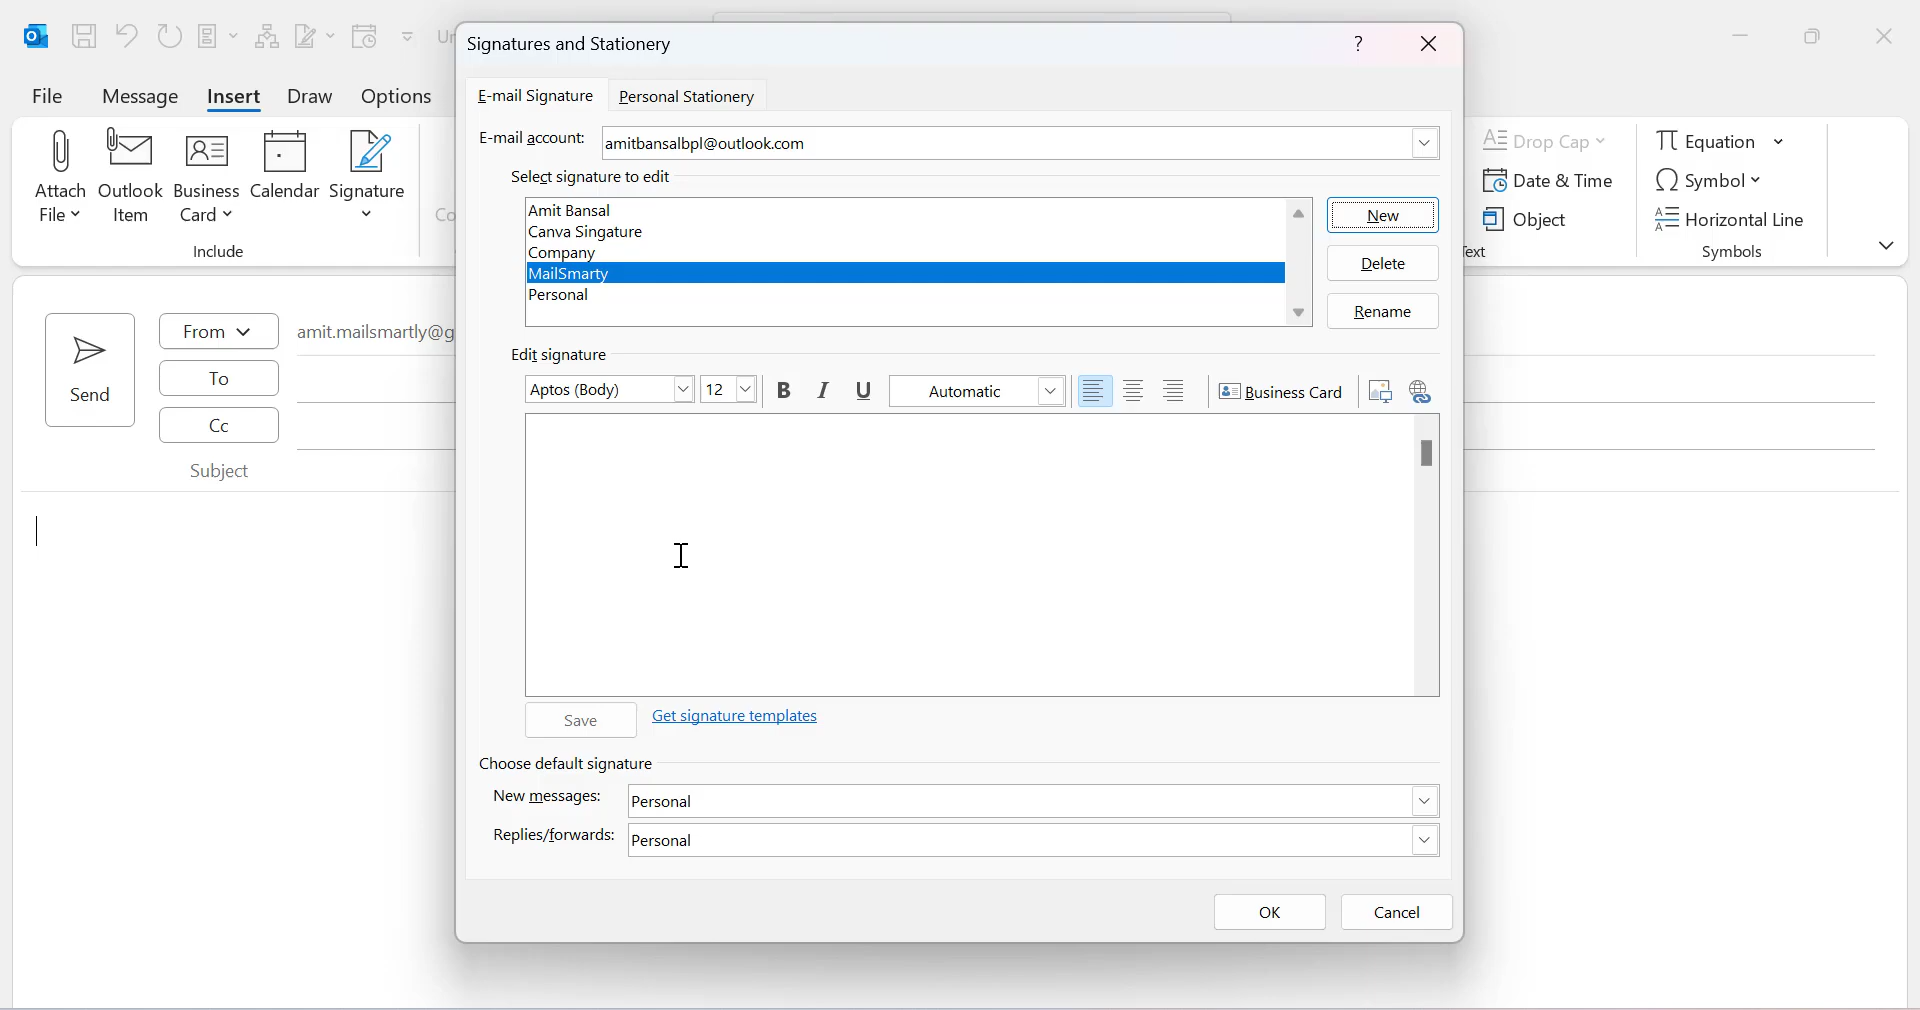 Signatures and Stationery
?
File
Message
Insert
Draw
Options
E-mail Signature
Personal Stationery
E-mail account:
amitbansalbpl@outlook.com
Select signature to edit
Attach
File
Outlook
Item
Business
Card
Calendar
Signature
Include
Drop Cap
Date & Time
Object
Equation
Symbol
Horizontal Line
Symbols
Amit Bansal
Canva Singature
Company
MailSmarty
Personal
New
Delete
Rename
Edit signature
Aptos (Body)
12
B
I
U
Automatic
Business Card
Send
From
amit.mailsmartly@g
To
Cc
Subject
Save
Get signature templates
Choose default signature
New messages:
Personal
Replies/forwards:
Personal
OK
Cancel